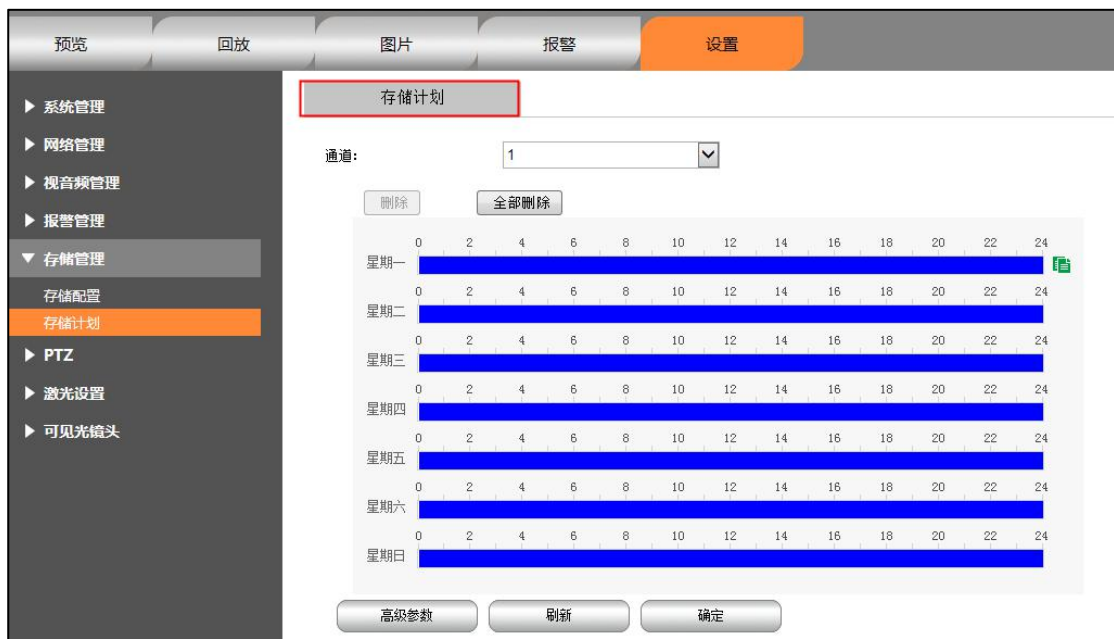 预览 回放 图片 报警 设置
系统管理
网络管理
视音频管理
报警管理
存储管理
存储配置
存储计划
PTZ
激光设置
可见光镜头
存储计划
通道: 1
删除 全部删除
0 2 4 6 8 10 12 14 16 18 20 22 24
星期一
0 2 4 6 8 10 12 14 16 18 20 22 24
星期二
0 2 4 6 8 10 12 14 16 18 20 22 24
星期三
0 2 4 6 8 10 12 14 16 18 20 22 24
星期四
0 2 4 6 8 10 12 14 16 18 20 22 24
星期五
0 2 4 6 8 10 12 14 16 18 20 22 24
星期六
0 2 4 6 8 10 12 14 16 18 20 22 24
星期日
高级参数 刷新 确定